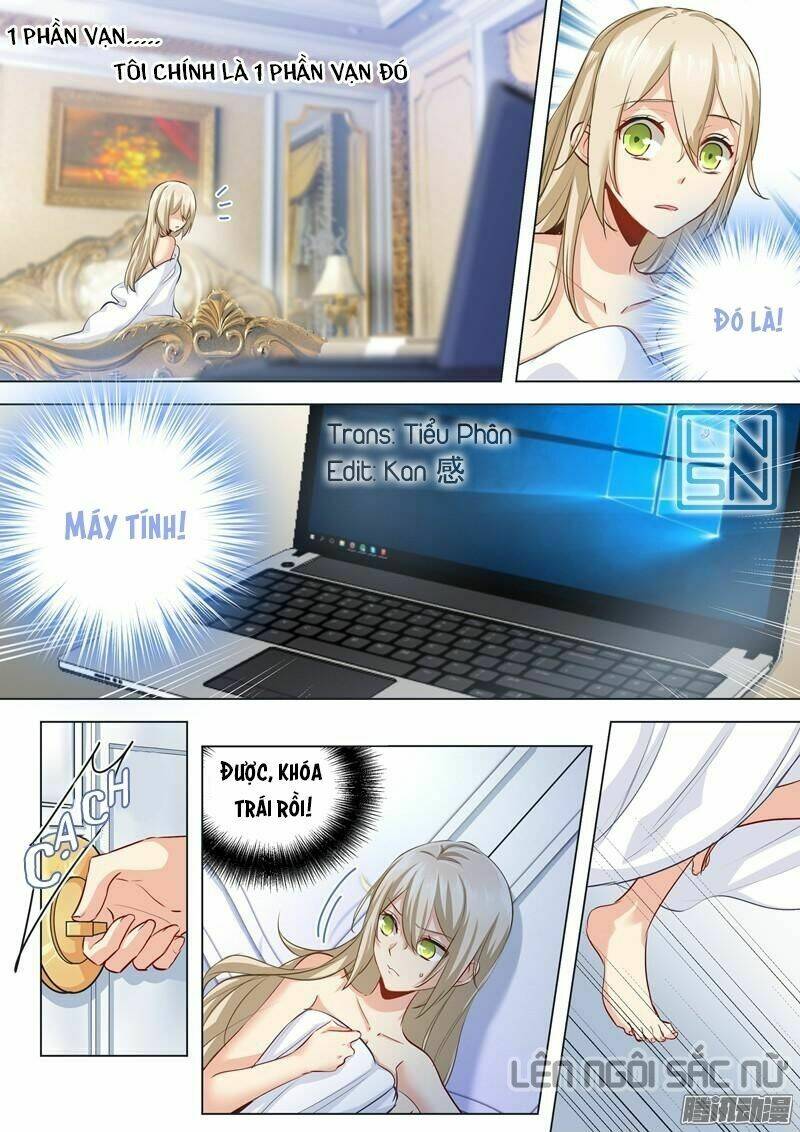 1 PHẦN VẠN.....
TÔI CHÍNH LÀ 1 PHẦN VẠN ĐÓ
ĐÓ LÀ!
Trans: Tiểu Phân
Edit: Kan 感
LN
SN
MÁY TÍNH!
CẠCH
ĐƯỢC, KHÓA
TRÁI RỒI!
LÊN NGÔI SẮC NỮ
腾讯动漫